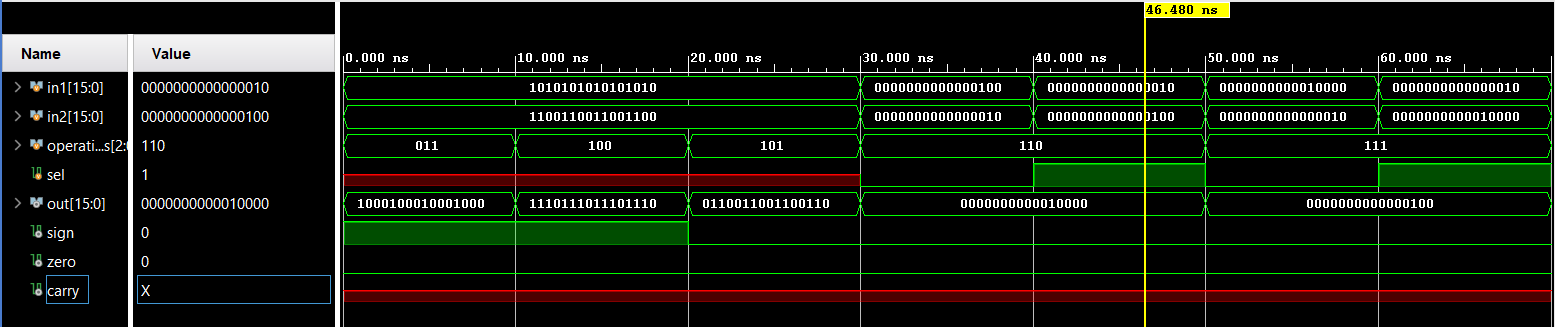 46.480 ns
Name Value
0.000 ns 10.000 ns 20.000 ns 30.000 ns 40.000 ns 50.000 ns 60.000 ns
in1[15:0] 0000000000000010 1010101010101010 0000000000000100 0000000000000010 0000000000010000 0000000000000010
in2[15:0] 0000000000000100 1100110011001100 0000000000000010 0000000000000100 0000000000000010 0000000000010000
operati...s[2:0 110 011 100 101 110 111
sel 1
out[15:0] 0000000000010000 1000100010001000 1110111011101110 0110011001100110 0000000000010000 0000000000000100
sign 0
zero 0
carry X